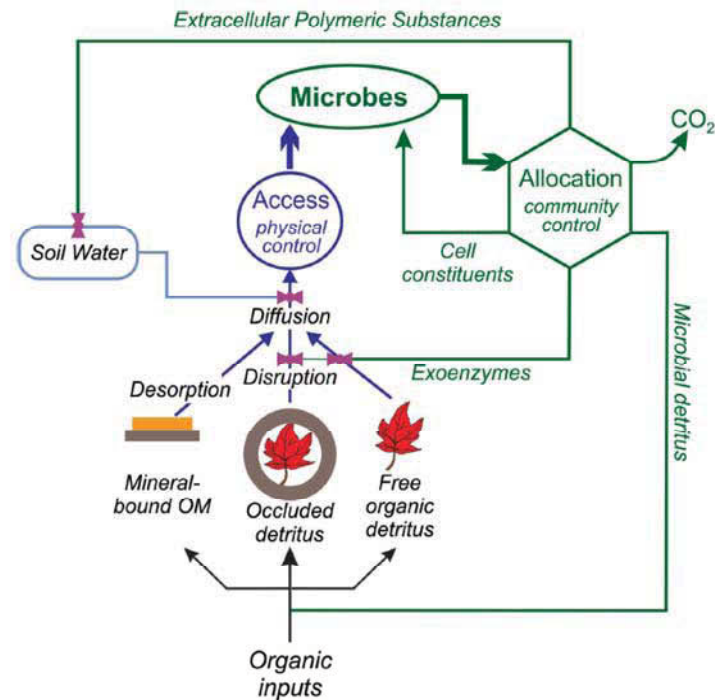 Extracellular Polymeric Substances
Microbes
CO2
Access
physical
control
Allocation
community
control
Soil Water
Cell
constituents
Diffusion
Desorption
Disruption
Exoenzymes
Microbial detritus
Mineral-
bound OM
Occluded
detritus
Free
organic
detritus
Organic
inputs